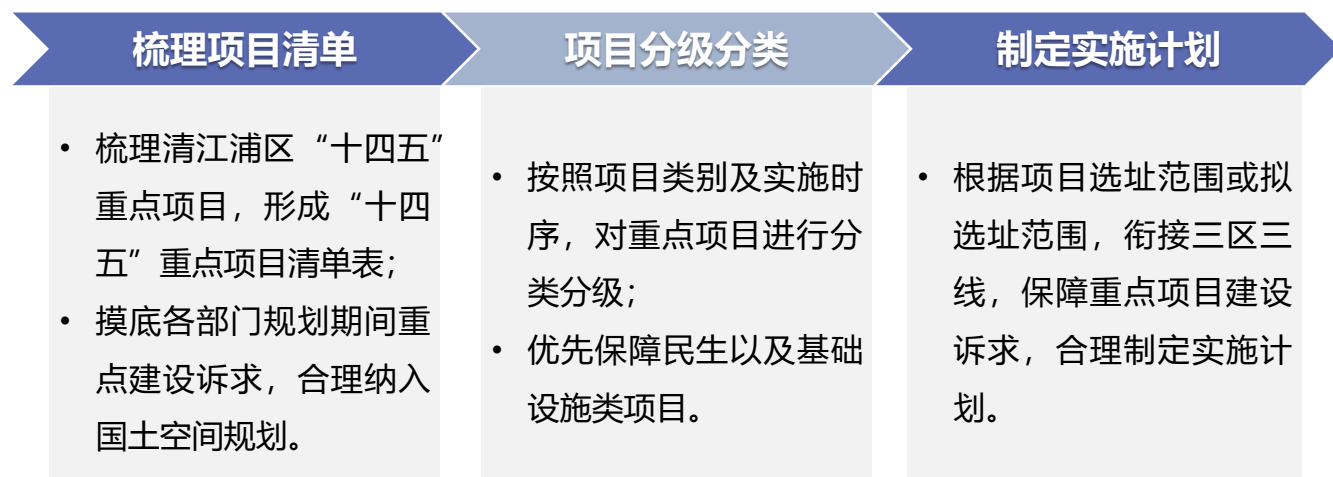 梳理项目清单
项目分级分类
制定实施计划
• 梳理清江浦区“十四五”
重点项目，形成“十四
五”重点项目清单表；
• 摸底各部门规划期间重
点建设诉求，合理纳入
国土空间规划。
• 按照项目类别及实施时
序，对重点项目进行分
类分级；
• 优先保障民生以及基础
设施类项目。
• 根据项目选址范围或拟
选址范围，衔接三区三
线，保障重点项目建设
诉求，合理制定实施计
划。